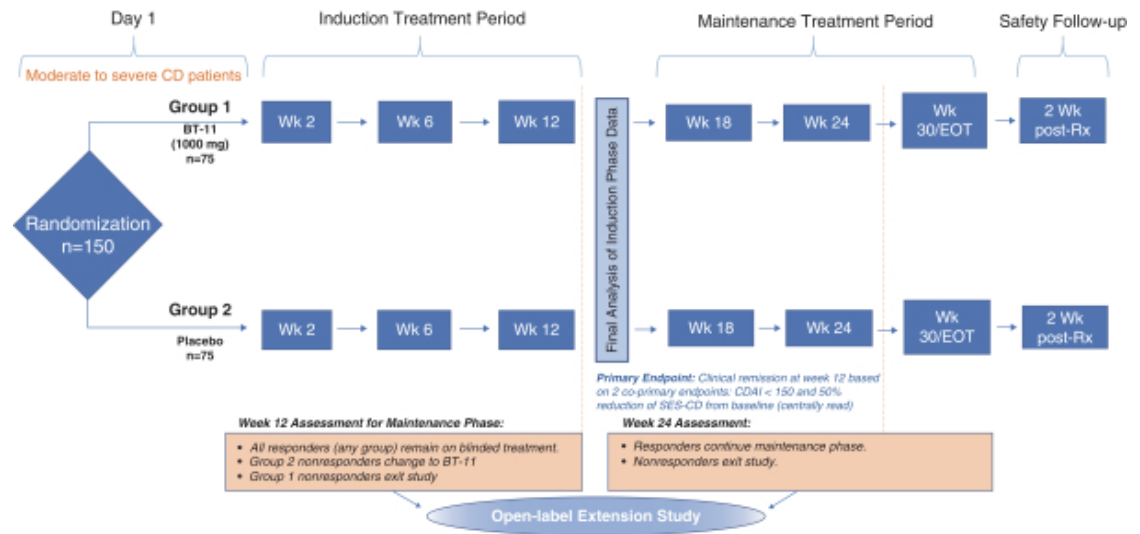 Day 1
Induction Treatment Period
Maintenance Treatment Period
Safety Follow-up
Moderate to severe CD patients
Group 1
BT-11
(1000 mg)
n=75
Wk 2
Wk 6
Wk 12
Final Analysis of Induction Phase Data
Wk 18
Wk 24
Wk
30/EOT
2 Wk
post-Rx
Randomization
n=150
Group 2
Placebo
n=75
Wk 2
Wk 6
Wk 12
Wk 18
Wk 24
Wk
30/EOT
2 Wk
post-Rx
Primary Endpoint: Clinical remission at week 12 based
on 2 co-primary endpoints: CDAI < 150 and 50%
reduction of SES-CD from baseline (centrally read)
Week 12 Assessment for Maintenance Phase:
• All responders (any group) remain on blinded treatment.
• Group 2 nonresponders change to BT-11
• Group 1 nonresponders exit study
Week 24 Assessment:
• Responders continue maintenance phase.
• Nonresponders exit study.
Open-label Extension Study